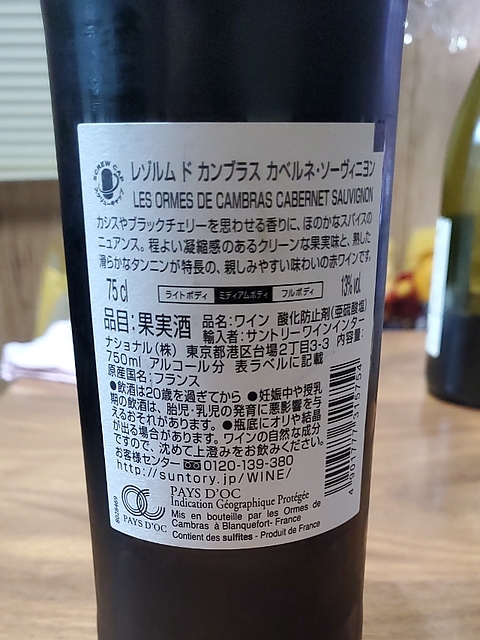 SCREW CAP
レゾルム ド カンブラス カベルネ・ソーヴィニヨン
LES ORMES DE CAMBRAS CABERNET SAUVIGNON
カシスやブラックチェリーを思わせる香りに、ほのかなスパイスの
ニュアンス。程よい凝縮感のあるクリーンな果実味と、熟した
滑らかなタンニンが特長の、親しみやすい味わいの赤ワインです。
75 cl ライトボディ ミディアムボディ フルボディ 13% vol
品目:果実酒 品名:ワイン 酸化防止剤(亜硫酸塩)
輸入者:サントリーワインインター
ナショナル(株) 東京都港区台場2丁目3-3 内容量:
750ml アルコール分 表ラベルに記載
原産国名:フランス
●飲酒は20歳を過ぎてから ●妊娠中や授乳
期の飲酒は、胎児・乳児の発育に悪影響を与
えるおそれがあります。●瓶底にオリや結晶
が出る場合があります。ワインの自然な成分
ですので、沈めて上澄みをお飲みください。
お客様センター 0120-139-380
http://suntory.jp/WINE/
PAYS D'OC
PAYS D'OC
Indication Géographique Protégée
Mis en bouteille par les Ormes de
Cambras à Blanquefort- France
Contient des sulfites - Produit de France